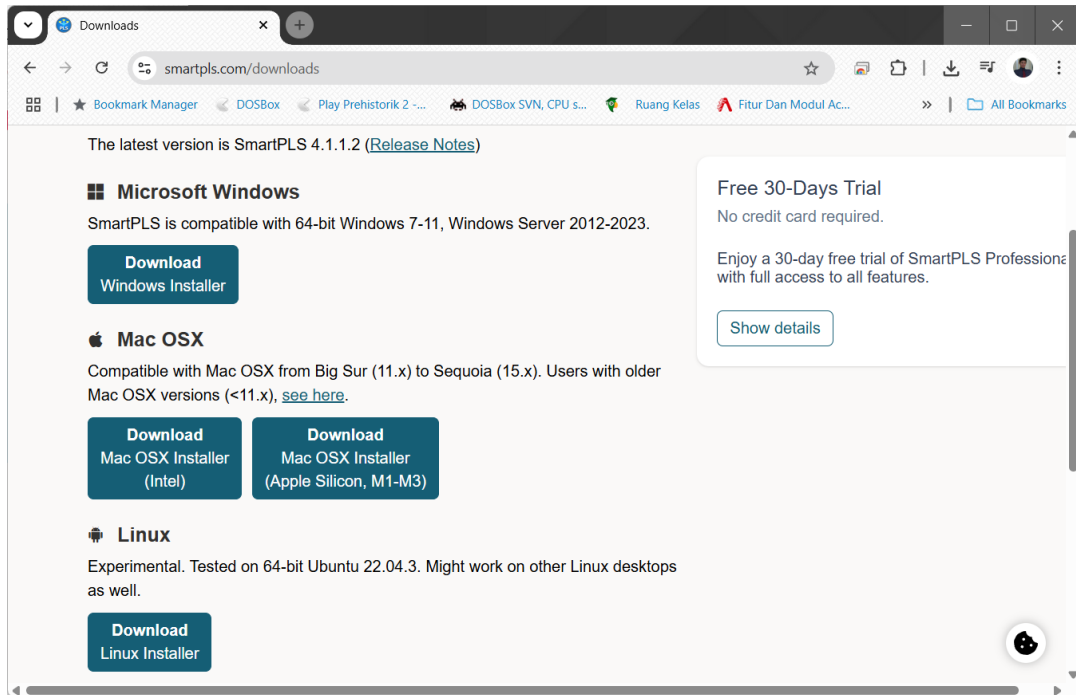 Downloads
smartpls.com/downloads
Bookmark Manager
DOSBox
Play Prehistorik 2 -...
DOSBox SVN, CPU s...
Ruang Kelas
Fitur Dan Modul Ac...
All Bookmarks
The latest version is SmartPLS 4.1.1.2 (Release Notes)
Microsoft Windows
SmartPLS is compatible with 64-bit Windows 7-11, Windows Server 2012-2023.
Download
Windows Installer
Mac OSX
Compatible with Mac OSX from Big Sur (11.x) to Sequoia (15.x). Users with older
Mac OSX versions (<11.x), see here.
Download
Mac OSX Installer
(Intel)
Download
Mac OSX Installer
(Apple Silicon, M1-M3)
Linux
Experimental. Tested on 64-bit Ubuntu 22.04.3. Might work on other Linux desktops
as well.
Download
Linux Installer
Free 30-Days Trial
No credit card required.
Enjoy a 30-day free trial of SmartPLS Professiona
with full access to all features.
Show details